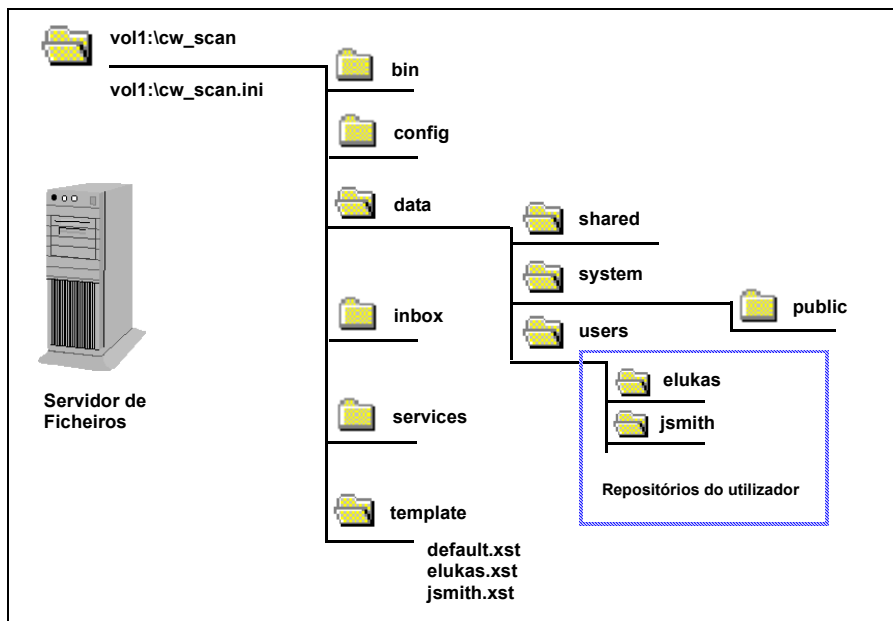 vol1:\cw_scan
vol1:\cw_scan.ini
bin
config
data
shared
system
public
users
elukas
jsmith
Repositórios do utilizador
inbox
services
template
default.xst
elukas.xst
jsmith.xst
Servidor de
Ficheiros